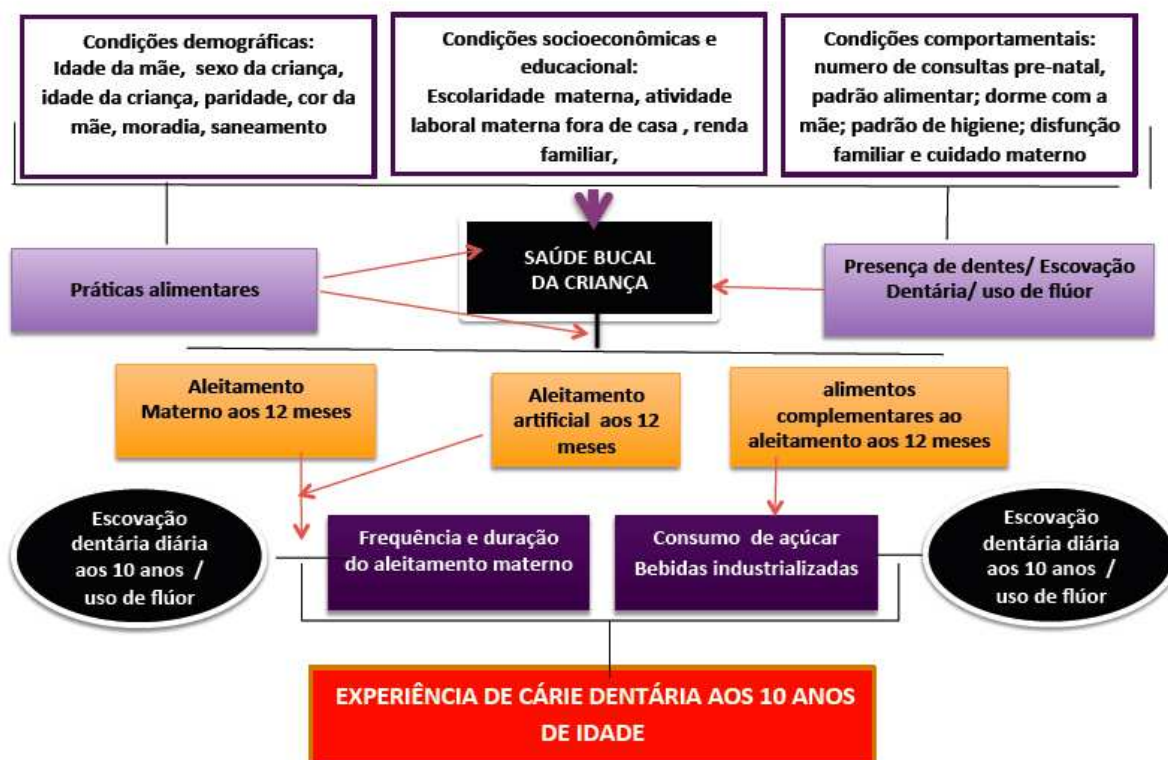 Condições demográficas:
Idade da mãe, sexo da criança,
idade da criança, paridade, cor da
mãe, moradia, saneamento
Condições socioeconômicas e
educacional:
Escolaridade materna, atividade
laboral materna fora de casa , renda
familiar,
Condições comportamentais:
numero de consultas pre-natal,
padrão alimentar; dorme com a
mãe; padrão de higiene; disfunção
familiar e cuidado materno
Práticas alimentares
SAÚDE BUCAL
DA CRIANÇA
Presença de dentes/ Escovação
Dentária/ uso de flúor
Aleitamento
Materno aos 12 meses
Aleitamento
artificial aos 12
meses
alimentos
complementares ao
aleitamento aos 12 meses
Escovação
dentária diária
aos 10 anos /
uso de flúor
Frequência e duração
do aleitamento materno
Consumo de açúcar
Bebidas industrializadas
Escovação
dentária diária
aos 10 anos /
uso de flúor
EXPERIÊNCIA DE CÁRIE DENTÁRIA AOS 10 ANOS
DE IDADE